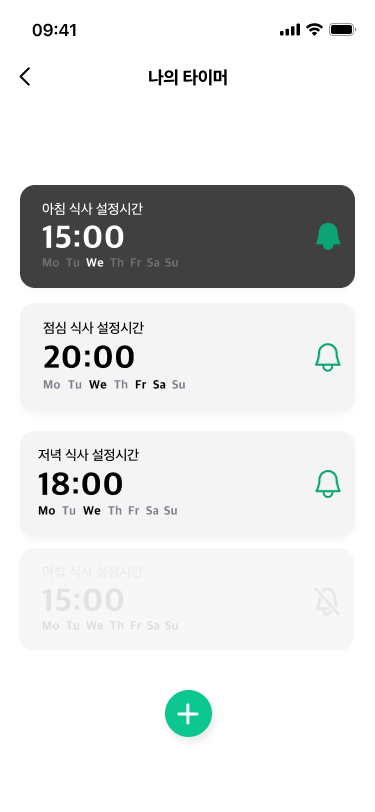 09:41
나의 타이머
아침 식사 설정시간
15:00
Mo Tu We Th Fr Sa Su
점심 식사 설정시간
20:00
Mo Tu We Th Fr Sa Su
저녁 식사 설정시간
18:00
Mo Tu We Th Fr Sa Su
아침 식사 설정시간
15:00
Mo Tu We Th Fr Sa Su